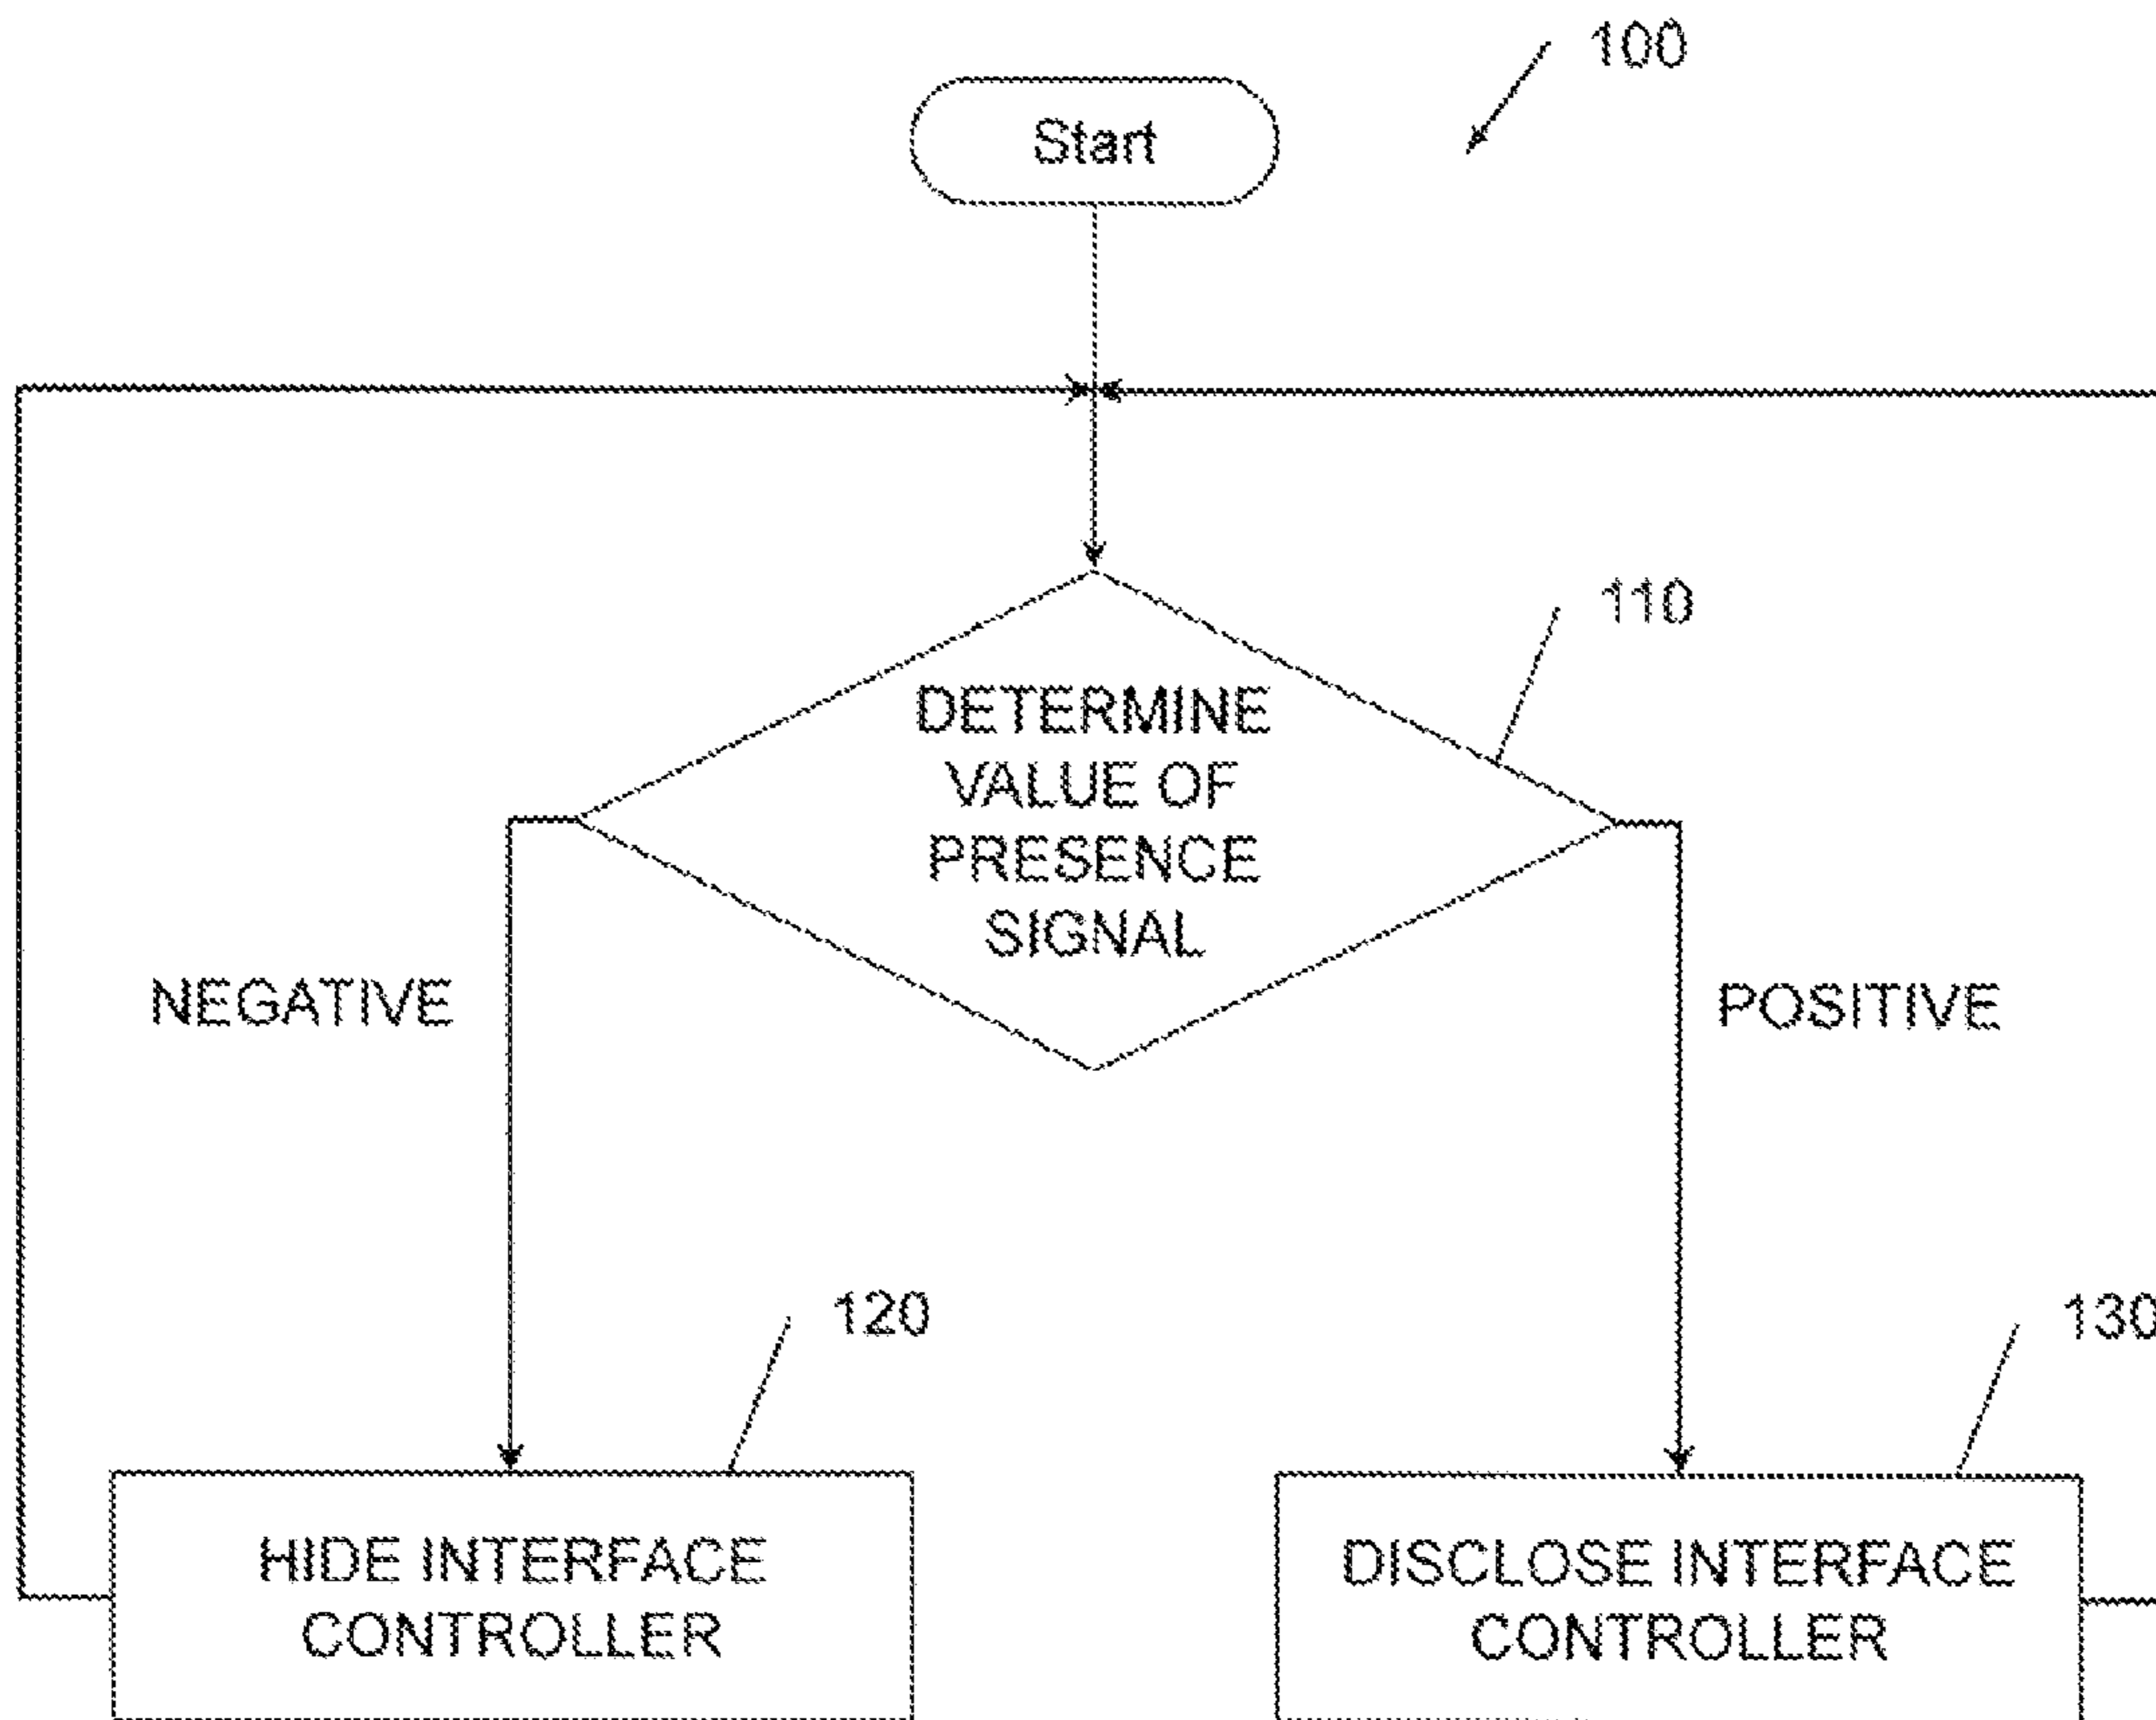 100
Start
110
DETERMINE
VALUE OF
PRESENCE
SIGNAL
NEGATIVE
POSITIVE
120
130
HIDE INTERFACE
CONTROLLER
DISCLOSE INTERFACE
CONTROLLER